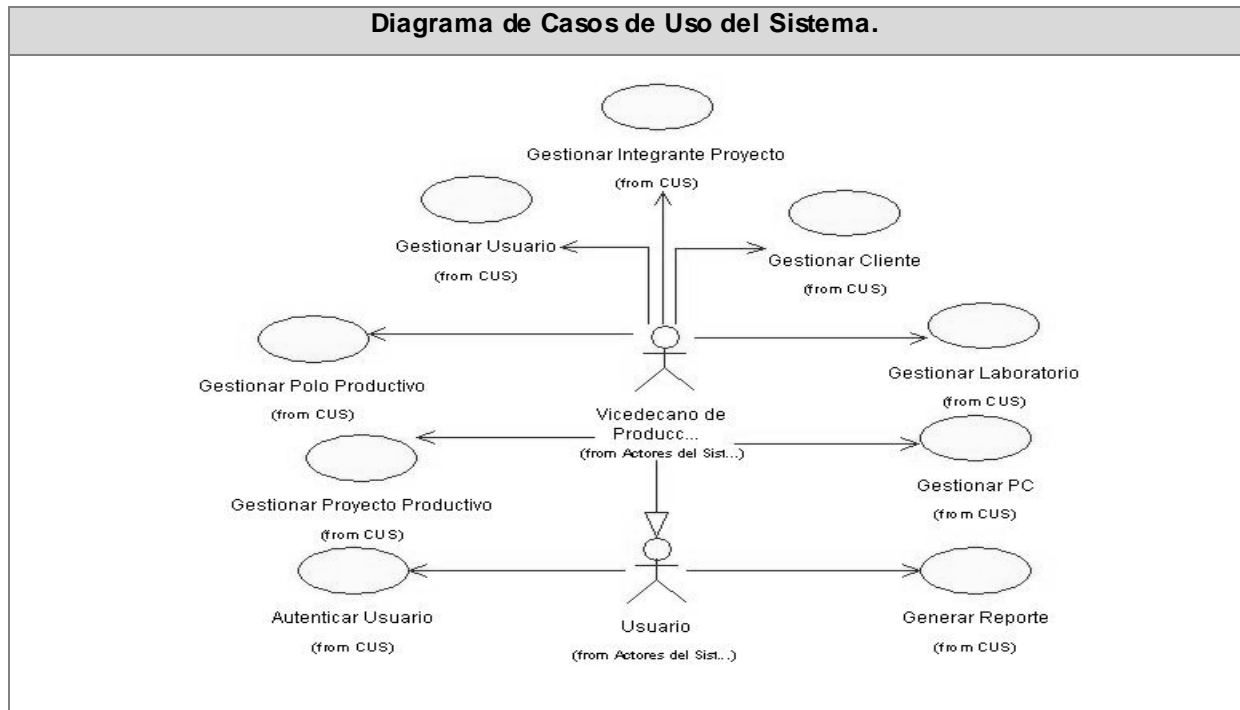 Diagrama de Casos de Uso del Sistema.
Gestionar Integrante Proyecto
(from CUS)
Gestionar Usuario
(from CUS)
Gestionar Cliente
(from CUS)
Gestionar Polo Productivo
(from CUS)
Gestionar Laboratorio
(from CUS)
Vicedecano de
Producc...
(from Actores del Sist...)
Gestionar Proyecto Productivo
(from CUS)
Gestionar PC
(from CUS)
Autenticar Usuario
(from CUS)
Usuario
(from Actores del Sist...)
Generar Reporte
(from CUS)